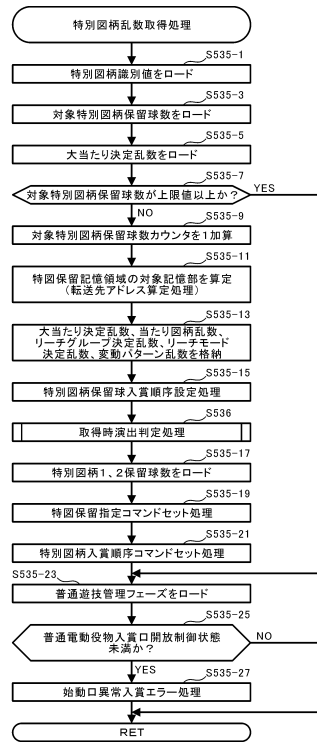 特別図柄乱数取得処理
S535-1
特別図柄識別値をロード
S535-3
対象特別図柄保留球数をロード
S535-5
大当たり決定乱数をロード
S535-7
対象特別図柄保留球数が上限値以上か?
YES
NO
S535-9
対象特別図柄保留球数カウンタを1加算
S535-11
特図保留記憶領域の対象記憶部を算定
(転送先アドレス算定処理)
S535-13
大当たり決定乱数、当たり図柄乱数、
リーチグループ決定乱数、リーチモード
決定乱数、変動パターン乱数を格納
S535-15
特別図柄保留球入賞順序設定処理
S536
取得時演出判定処理
S535-17
特別図柄1、2保留球数をロード
S535-19
特図保留指定コマンドセット処理
S535-21
特別図柄入賞順序コマンドセット処理
S535-23
普通遊技管理フェーズをロード
S535-25
普通電動役物入賞口開放制御状態
未満か?
NO
YES
S535-27
始動口異常入賞エラー処理
RET